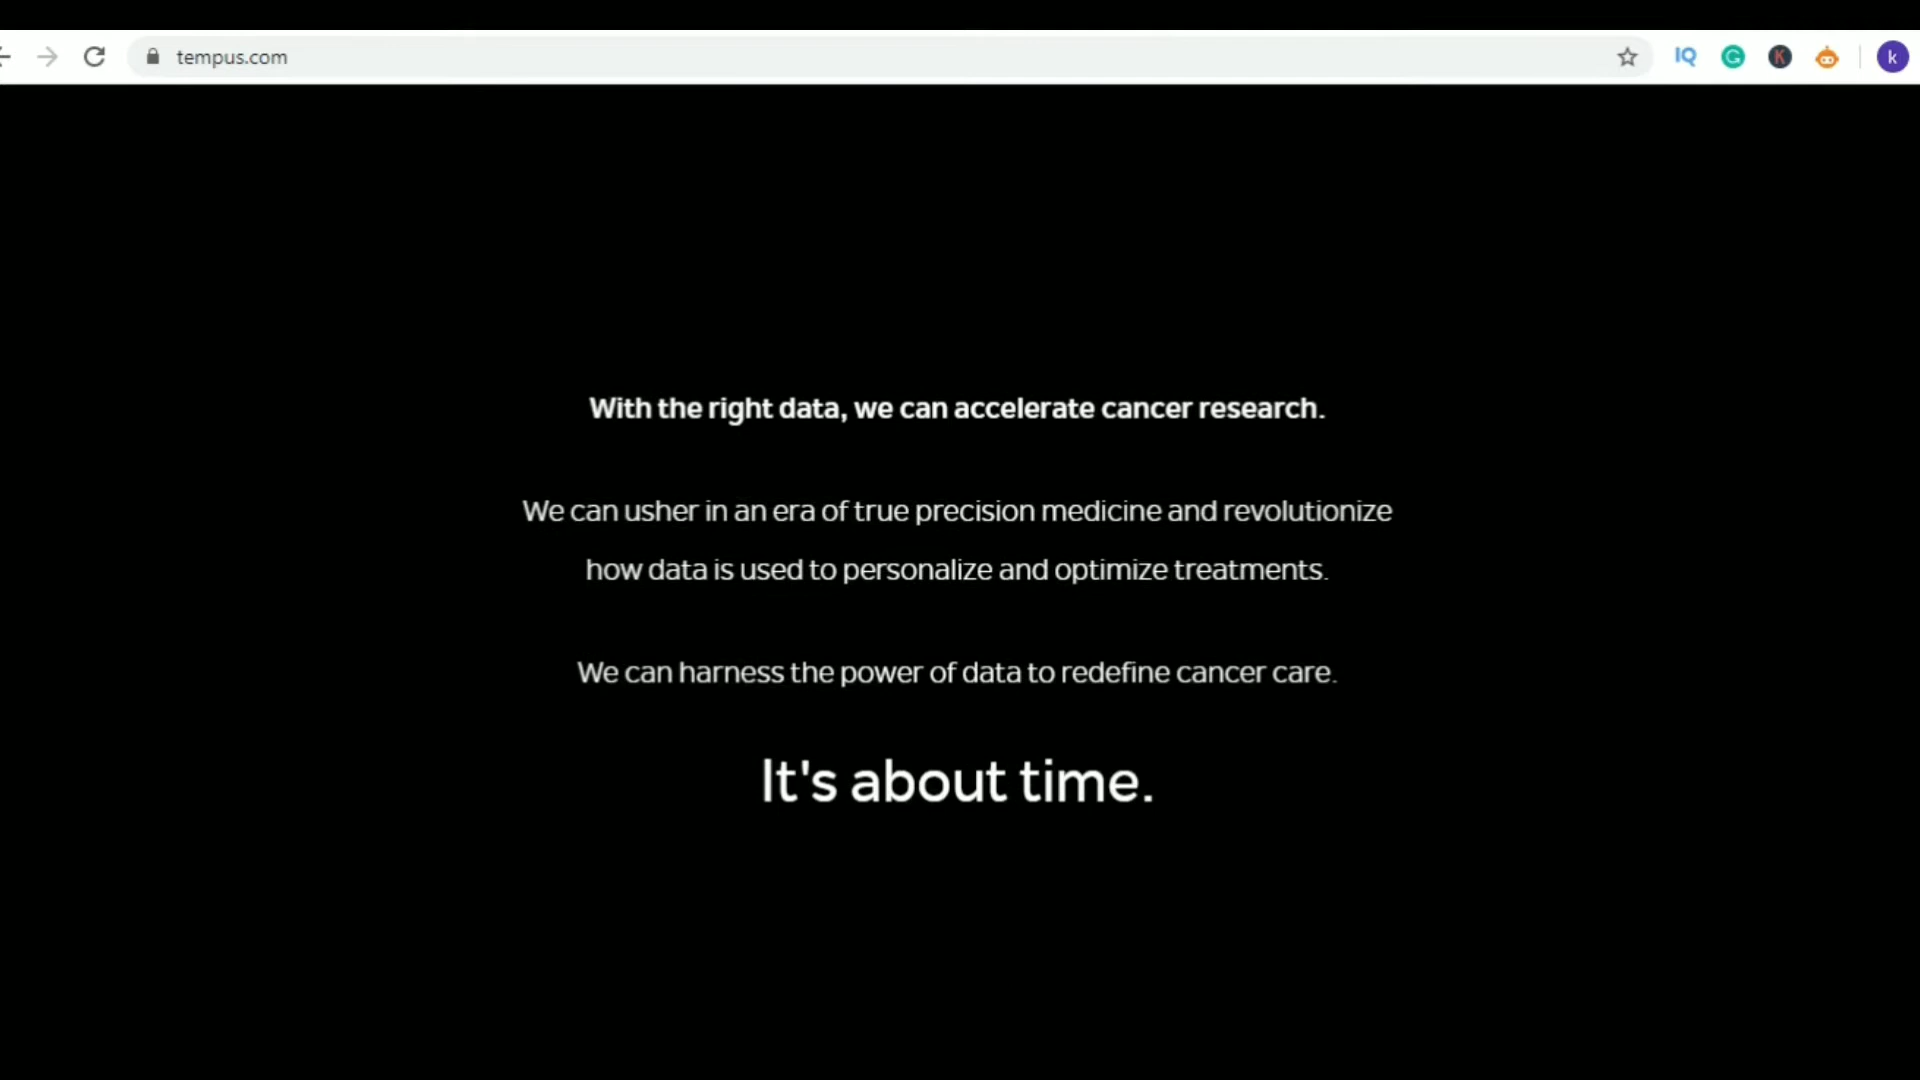 tempus.com
IQ
G
K
k
With the right data, we can accelerate cancer research.
We can usher in an era of true precision medicine and revolutionize
how data is used to personalize and optimize treatments.
We can harness the power of data to redefine cancer care.
It's about time.